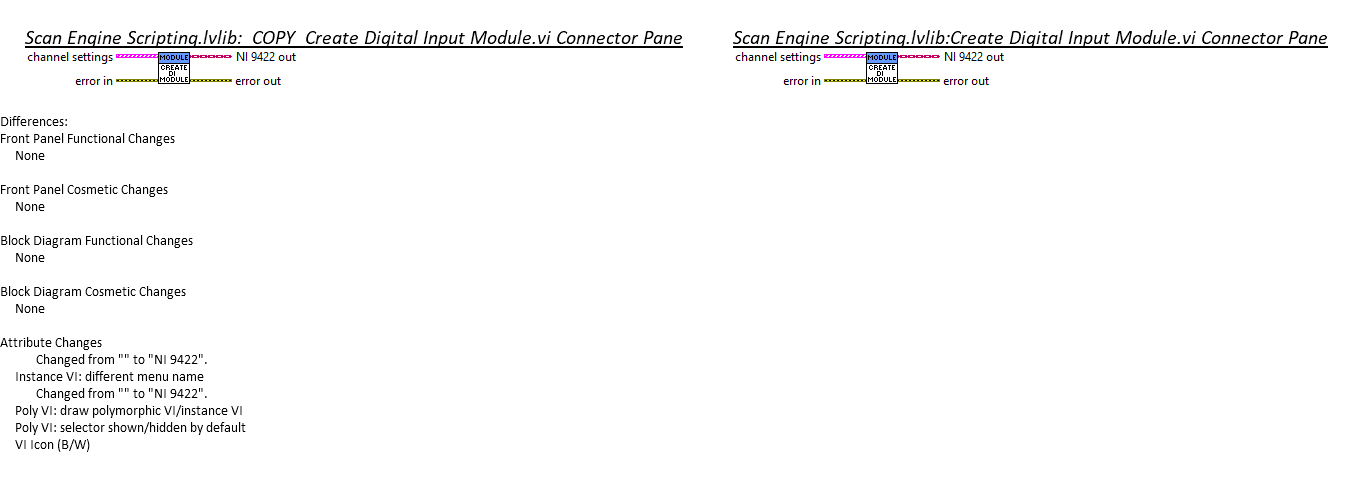 Scan Engine Scripting.lvlib:_COPY_Create Digital Input Module.vi Connector Pane
channel settings
MODULE
NI 9422 out
CREATE
DI
error in
MODULE
error out
Scan Engine Scripting.lvlib:Create Digital Input Module.vi Connector Pane
channel settings
MODULE
NI 9422 out
CREATE
DI
error in
MODULE
error out
Differences:
Front Panel Functional Changes
None
Front Panel Cosmetic Changes
None
Block Diagram Functional Changes
None
Block Diagram Cosmetic Changes
None
Attribute Changes
Changed from "" to "NI 9422".
Instance VI: different menu name
Changed from "" to "NI 9422".
Poly VI: draw polymorphic VI/instance VI
Poly VI: selector shown/hidden by default
VI Icon (B/W)